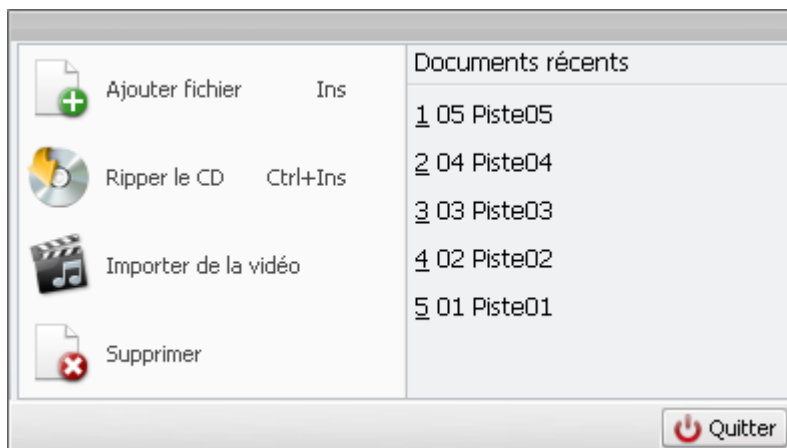 Ajouter fichier Ins
Ripper le CD Ctrl+Ins
Importer de la vidéo
Supprimer
Documents récents
1 05 Piste05
2 04 Piste04
3 03 Piste03
4 02 Piste02
5 01 Piste01
Quitter